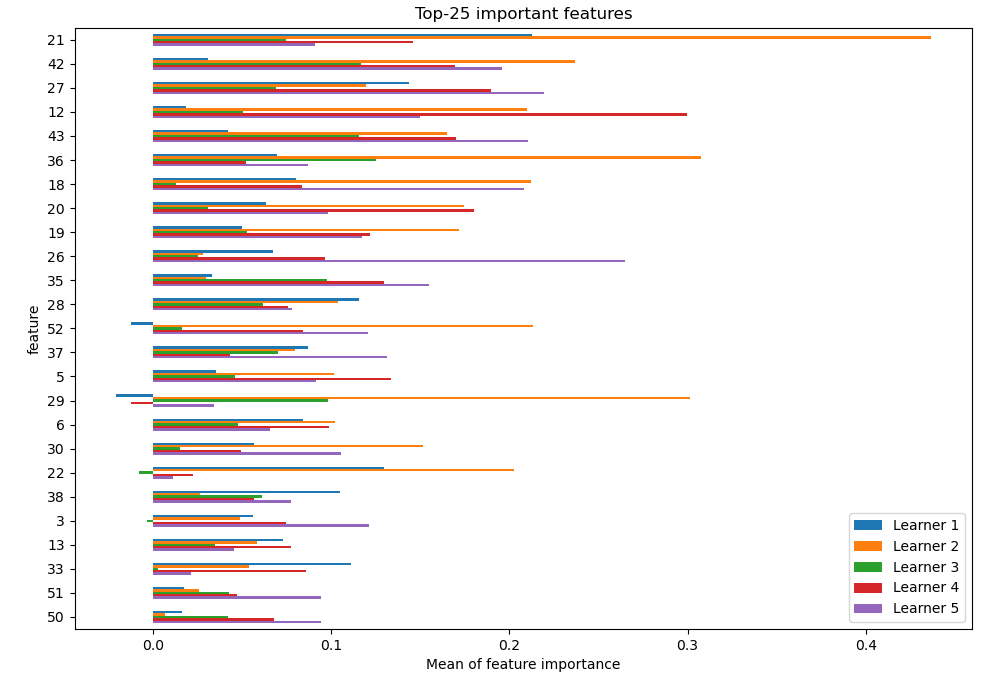 Top-25 important features
21
42
27
12
43
36
18
20
19
26
35
28
52
37
5
29
6
30
22
38
3
13
33
51
50
feature
0.0 0.1 0.2 0.3 0.4
Mean of feature importance
Learner 1
Learner 2
Learner 3
Learner 4
Learner 5